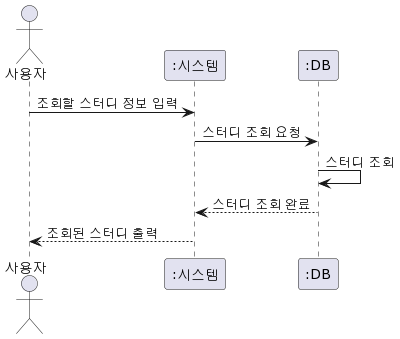 사용자
:시스템
:DB
조회할 스터디 정보 입력
스터디 조회 요청
스터디 조회
스터디 조회 완료
조회된 스터디 출력
사용자
:시스템
:DB